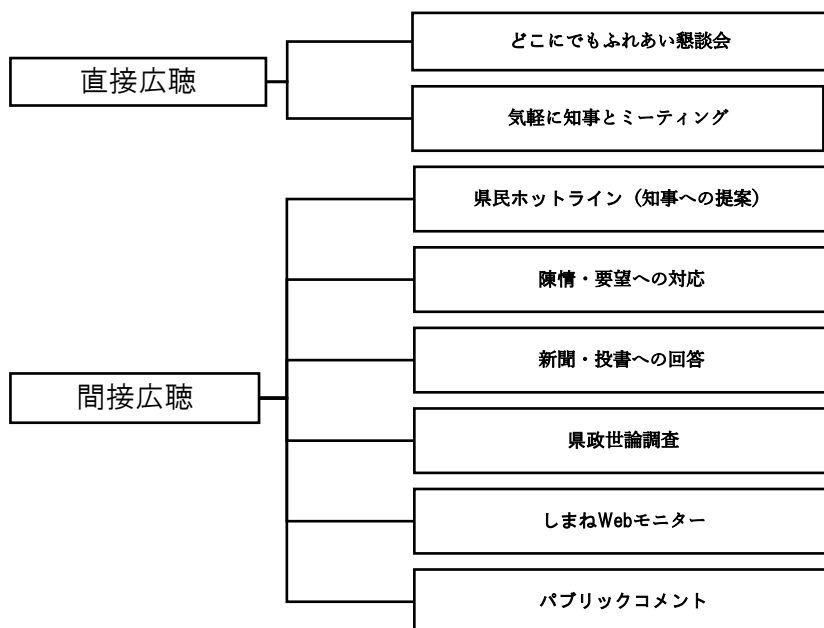 直接広聴
どこにでもふれあい懇談会
気軽に知事とミーティング
間接広聴
県民ホットライン（知事への提案）
陳情・要望への対応
新聞・投書への回答
県政世論調査
しまねWebモニター
パブリックコメント